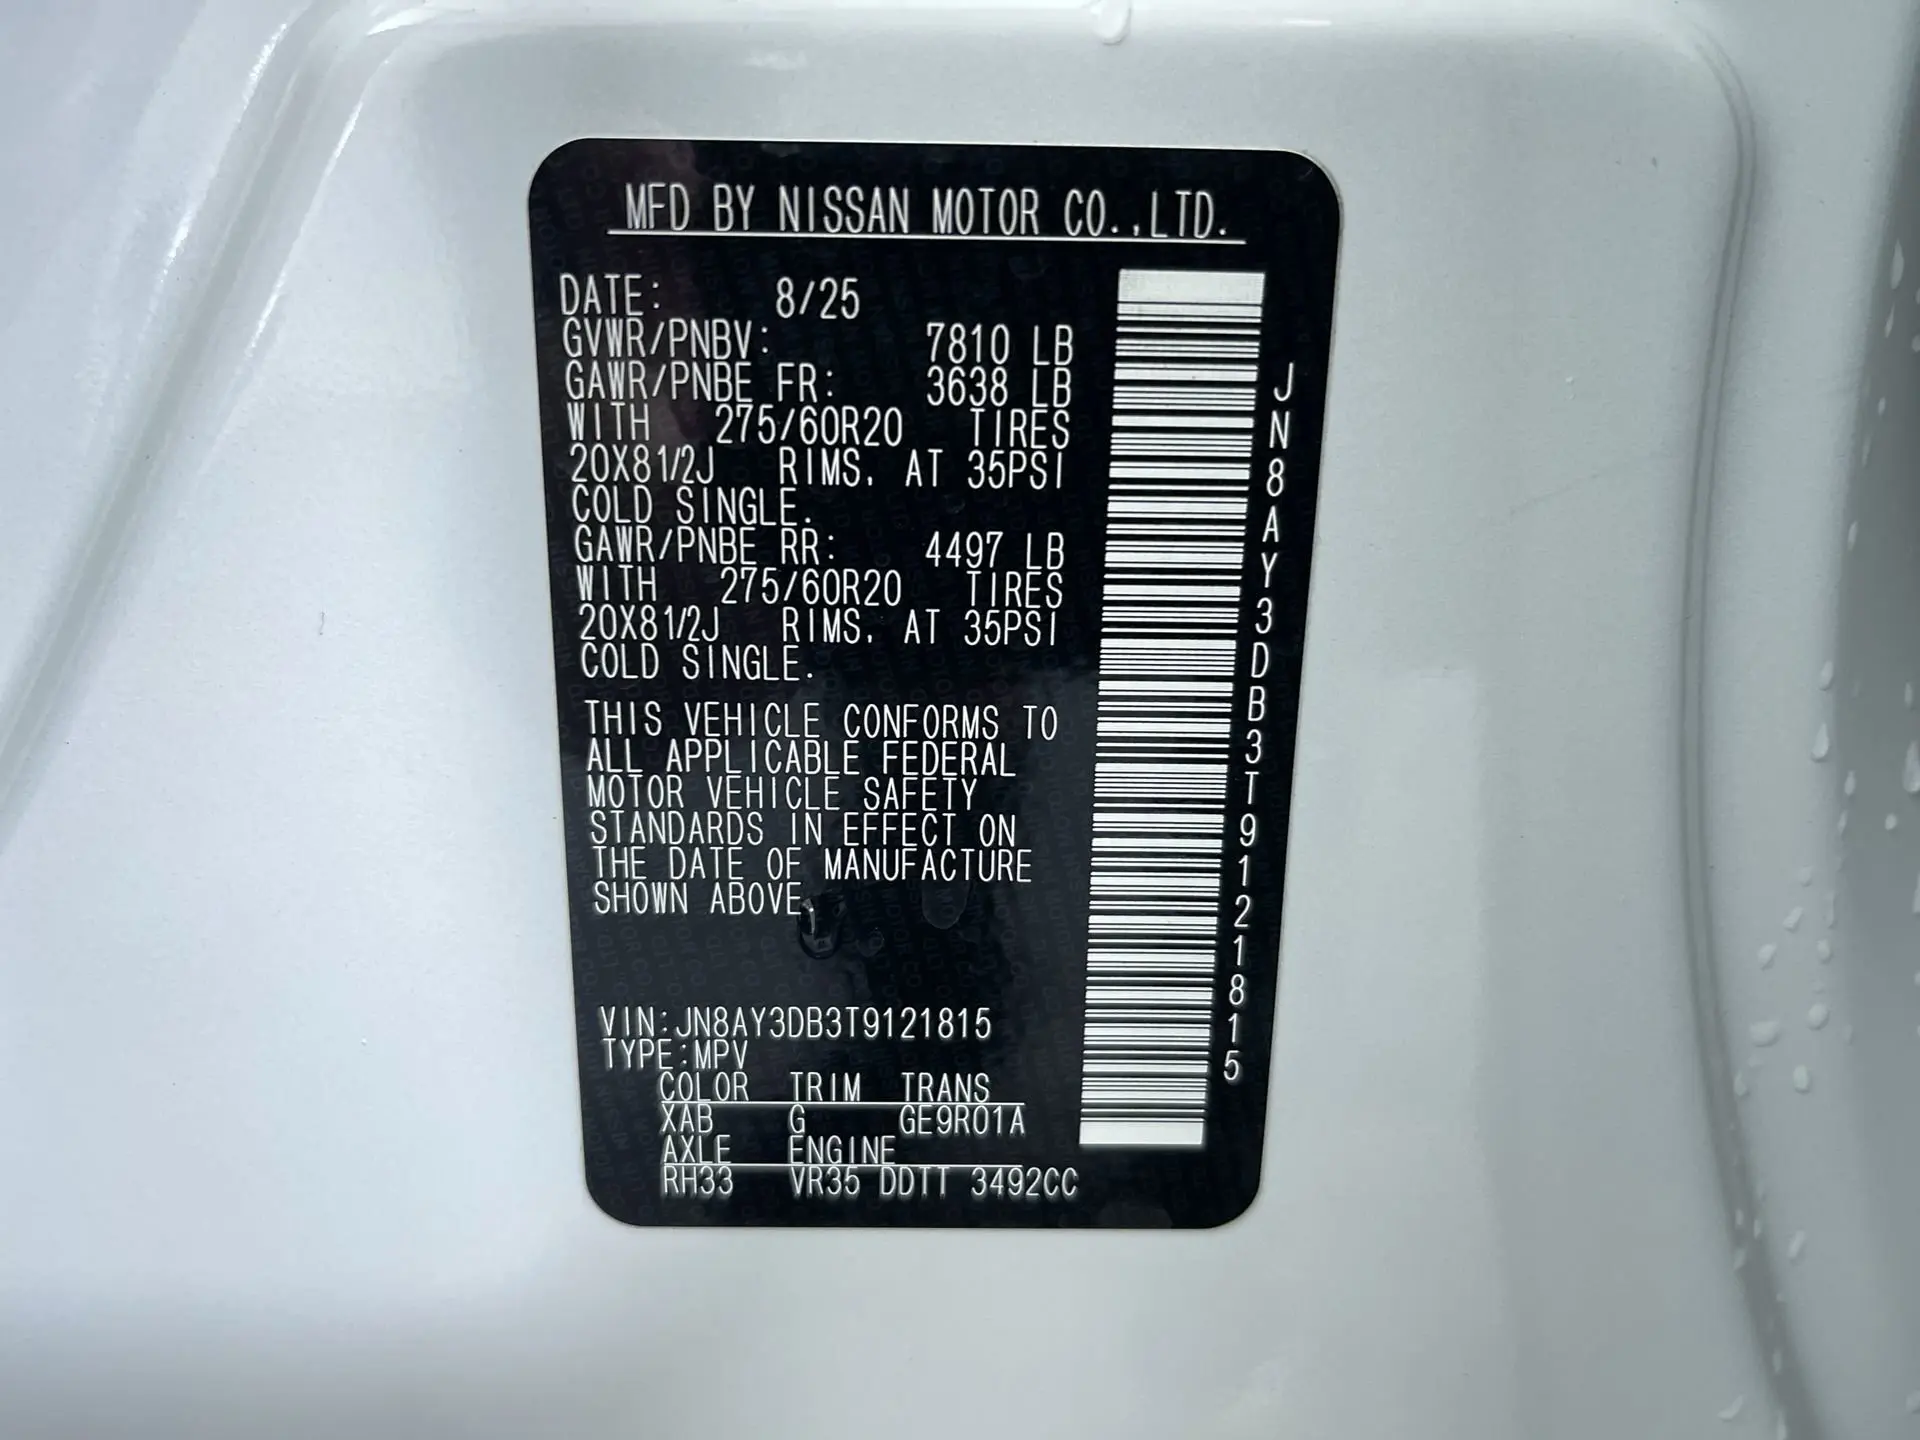 MFD BY NISSAN MOTOR CO.,LTD.
DATE: 8/25
GVWR/PNBV: 7810 LB
GAWR/PNBE FR: 3638 LB
WITH 275/60R20 TIRES
20X81/2J RIMS. AT 35PSI
COLD SINGLE.
GAWR/PNBE RR: 4497 LB
WITH 275/60R20 TIRES
20X81/2J RIMS. AT 35PSI
COLD SINGLE.
THIS VEHICLE CONFORMS TO
ALL APPLICABLE FEDERAL
MOTOR VEHICLE SAFETY
STANDARDS IN EFFECT ON
THE DATE OF MANUFACTURE
SHOWN ABOVE.
VIN:JN8AY3DB3T9121815
TYPE:MPV
COLOR TRIM TRANS
XAB G GE9R01A
AXLE ENGINE
RH33 VR35 DDTT 3492CC
JN8AY3DB3T9121815